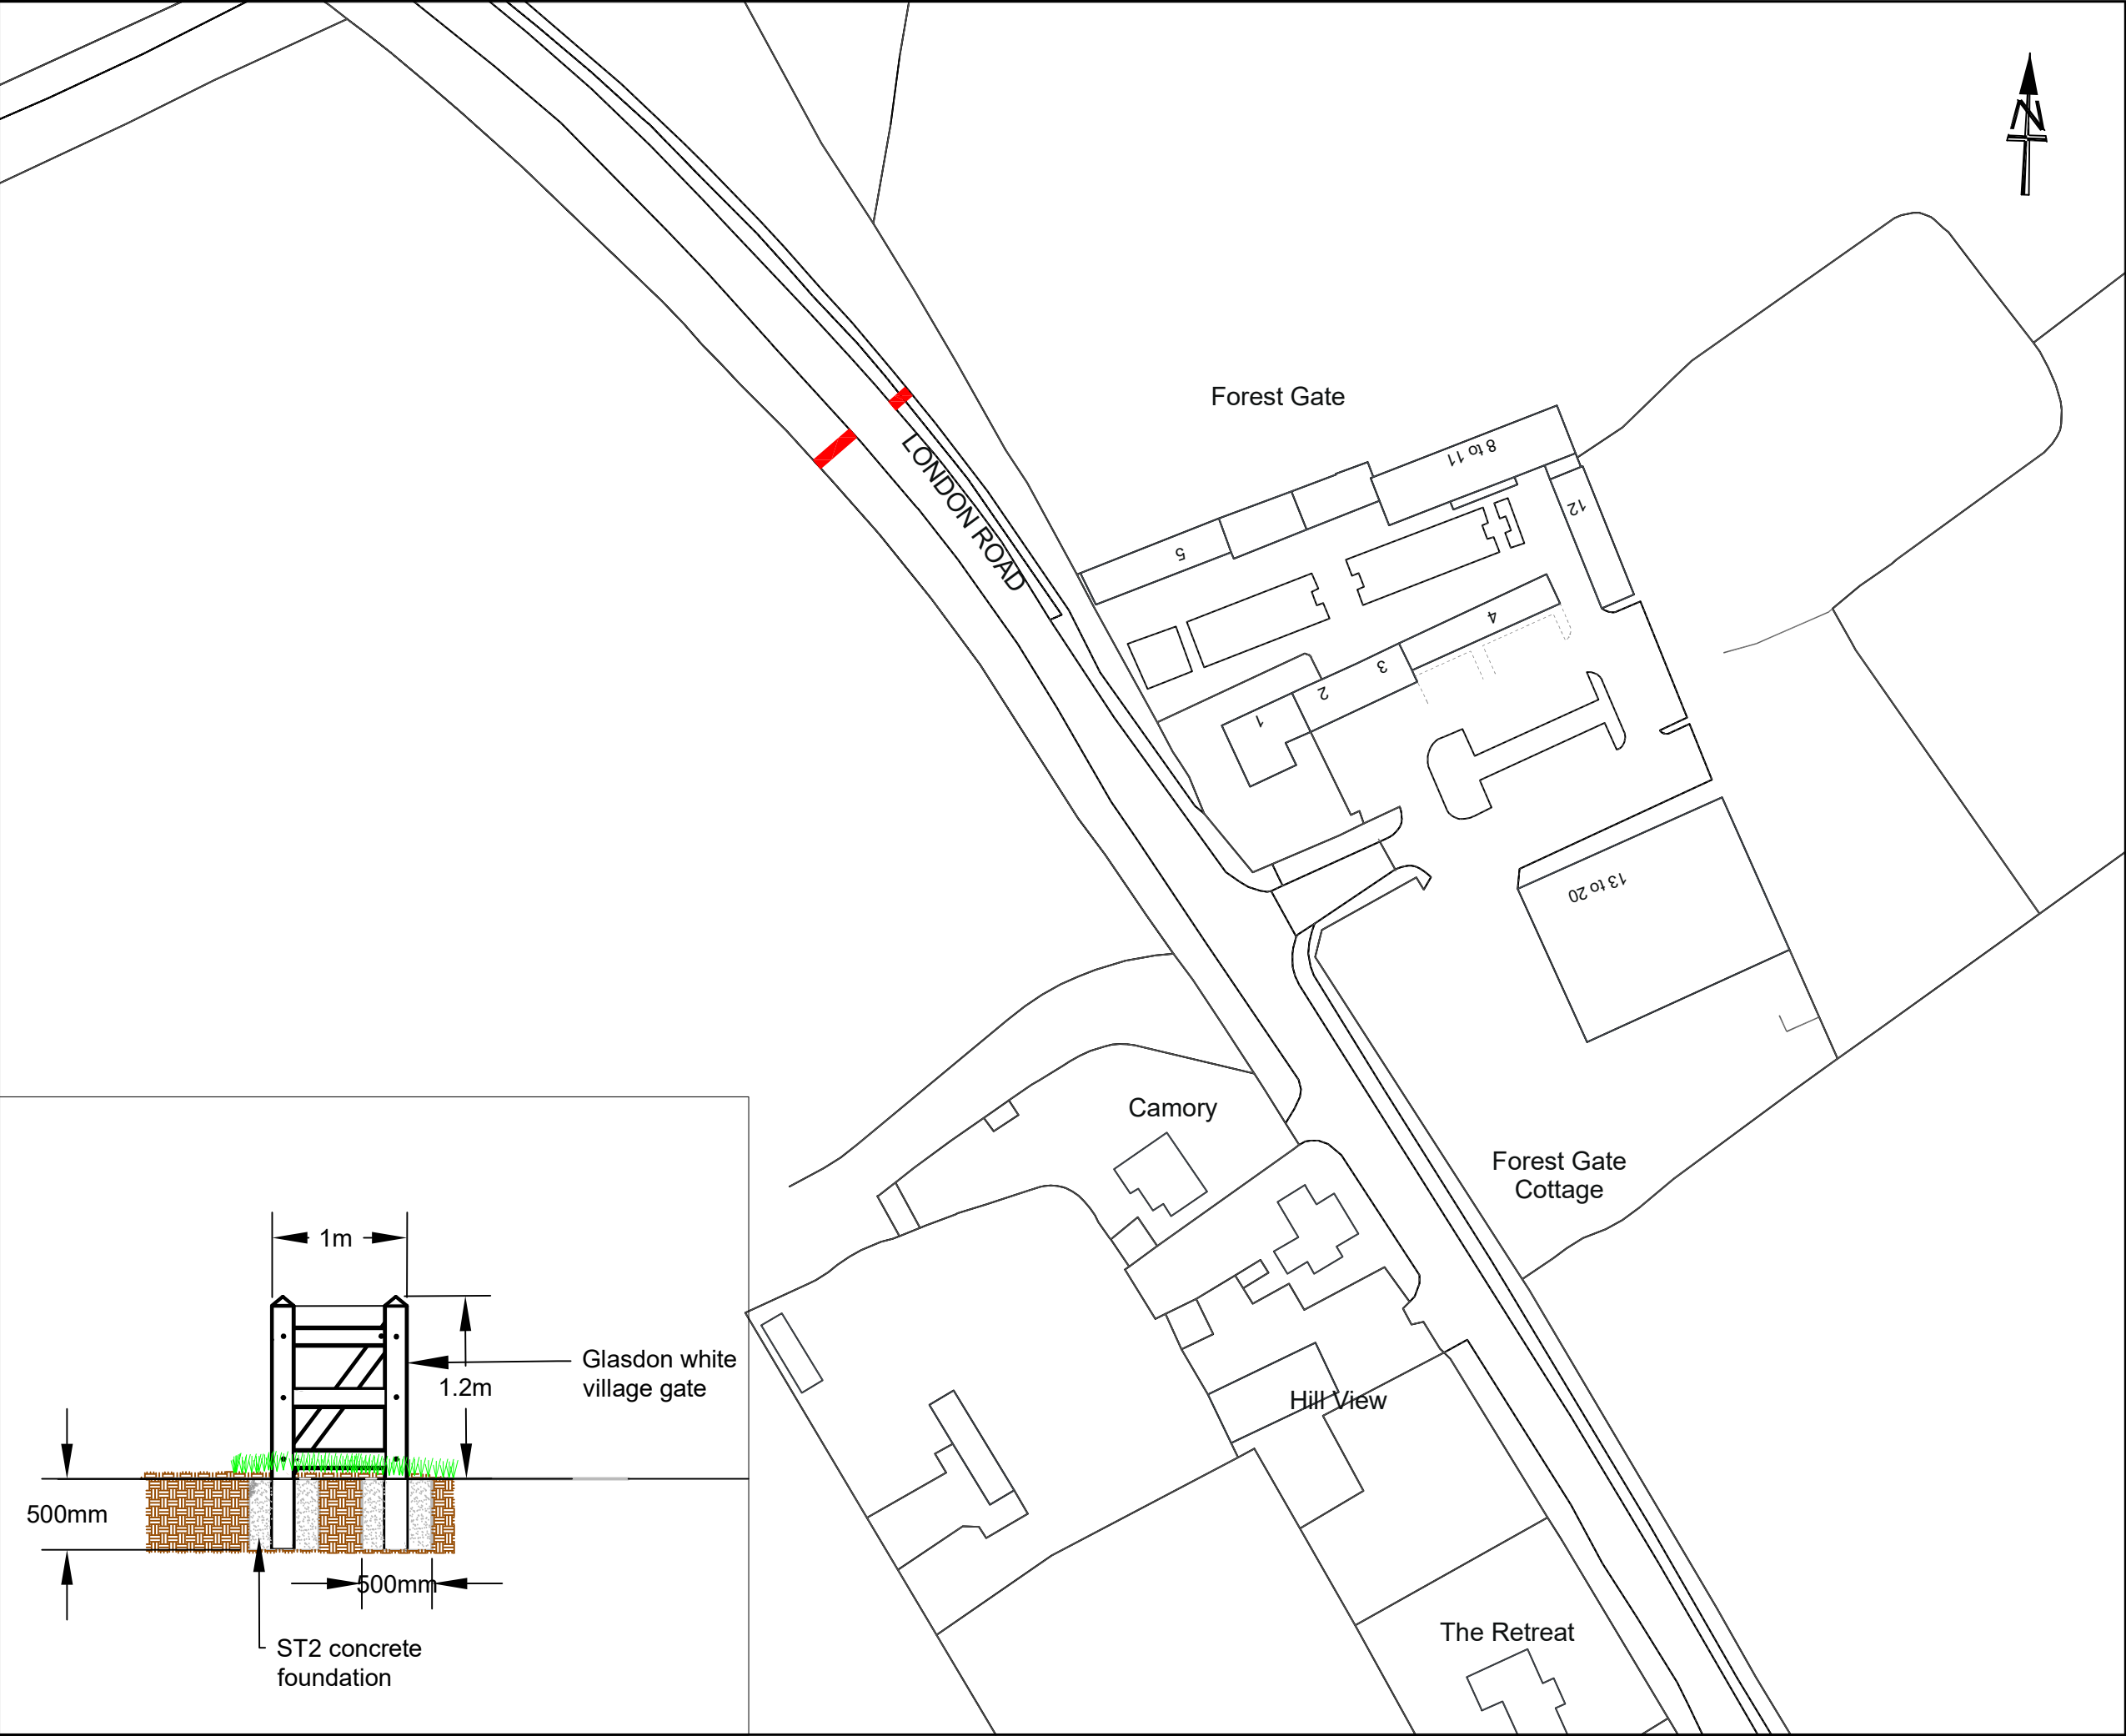 N
Forest Gate
8 to 11
12
5
LONDON ROAD
4
3
2
1
13 to 20
Camory
Forest Gate
Cottage
Hill View
The Retreat
1m
Glasdon white
village gate
1.2m
500mm
500mm
ST2 concrete
foundation